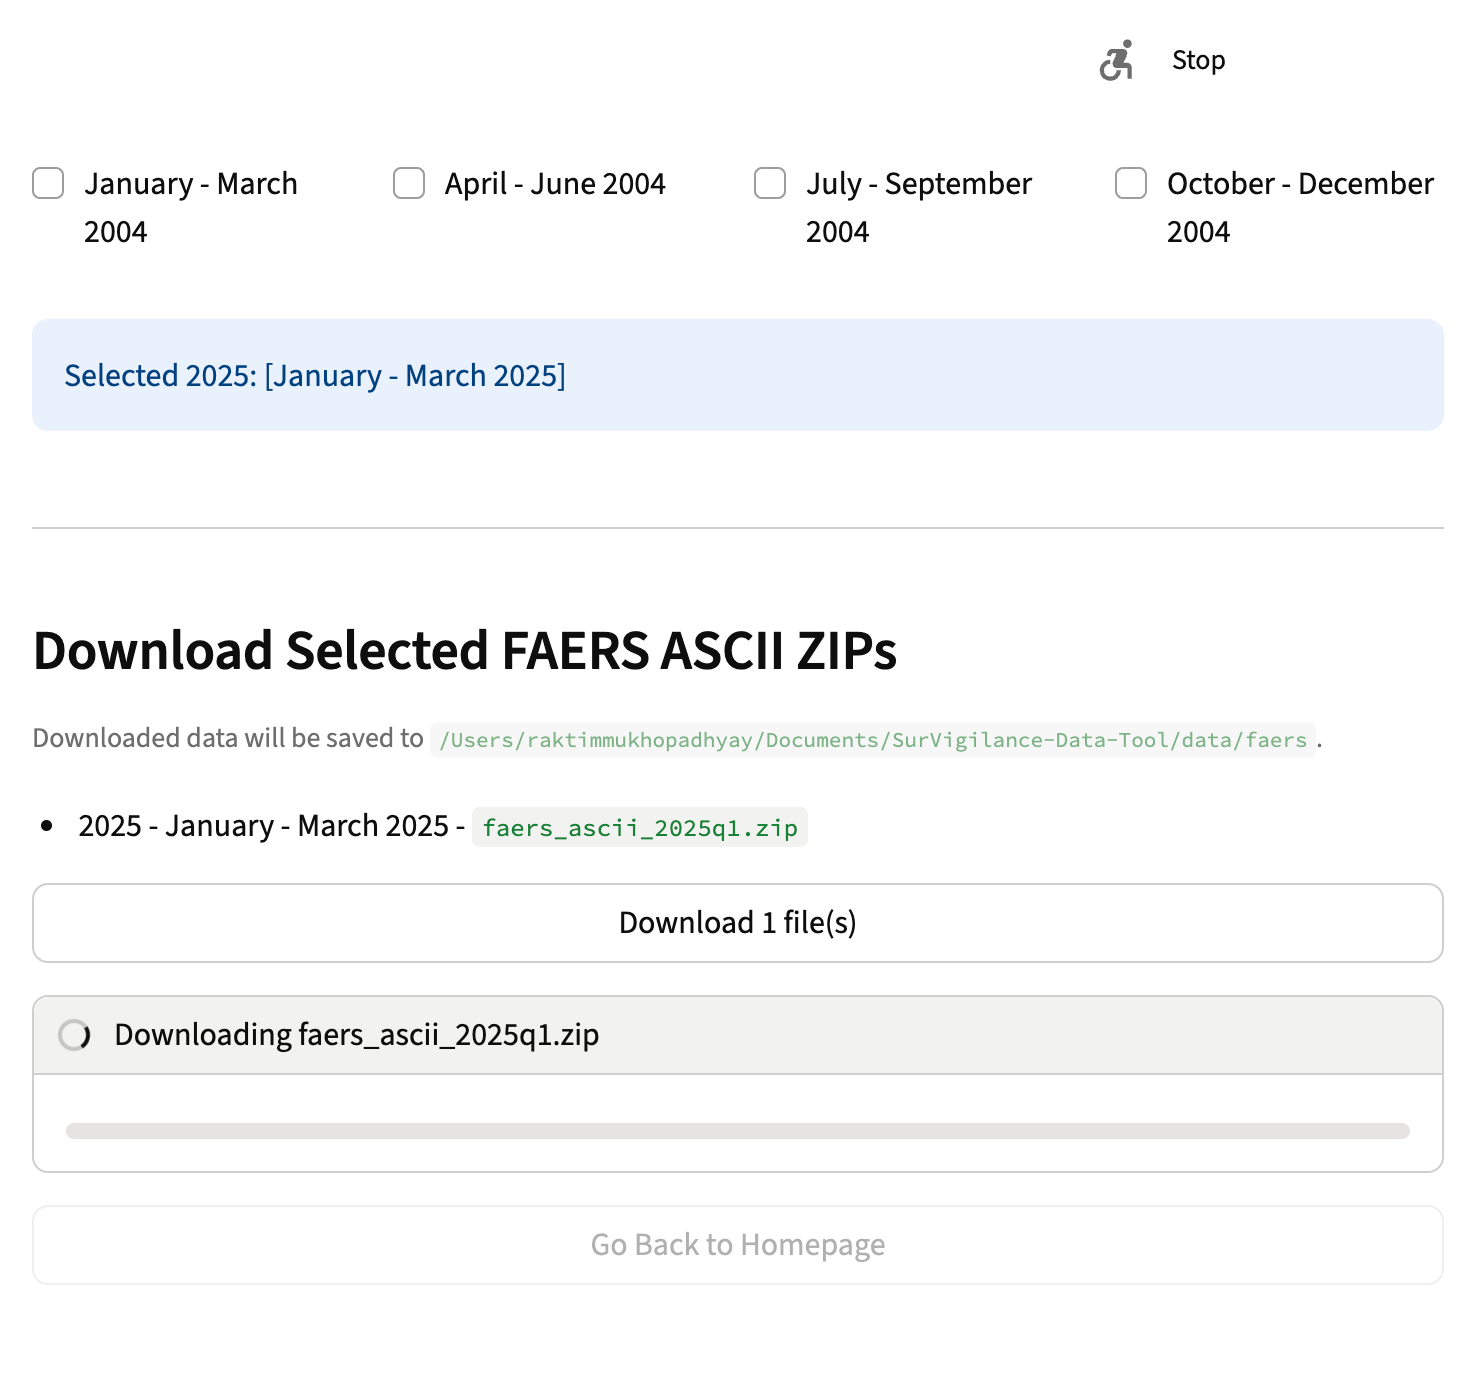 Stop
January - March
2004
April - June 2004
July - September
2004
October - December
2004
Selected 2025: [January - March 2025]
Download Selected FAERS ASCII ZIPs
Downloaded data will be saved to /Users/raktimmukhopadhyay/Documents/SurVigilance-Data-Tool/data/faers .
2025 - January - March 2025 - faers_ascii_2025q1.zip
Download 1 file(s)
Downloading faers_ascii_2025q1.zip
Go Back to Homepage